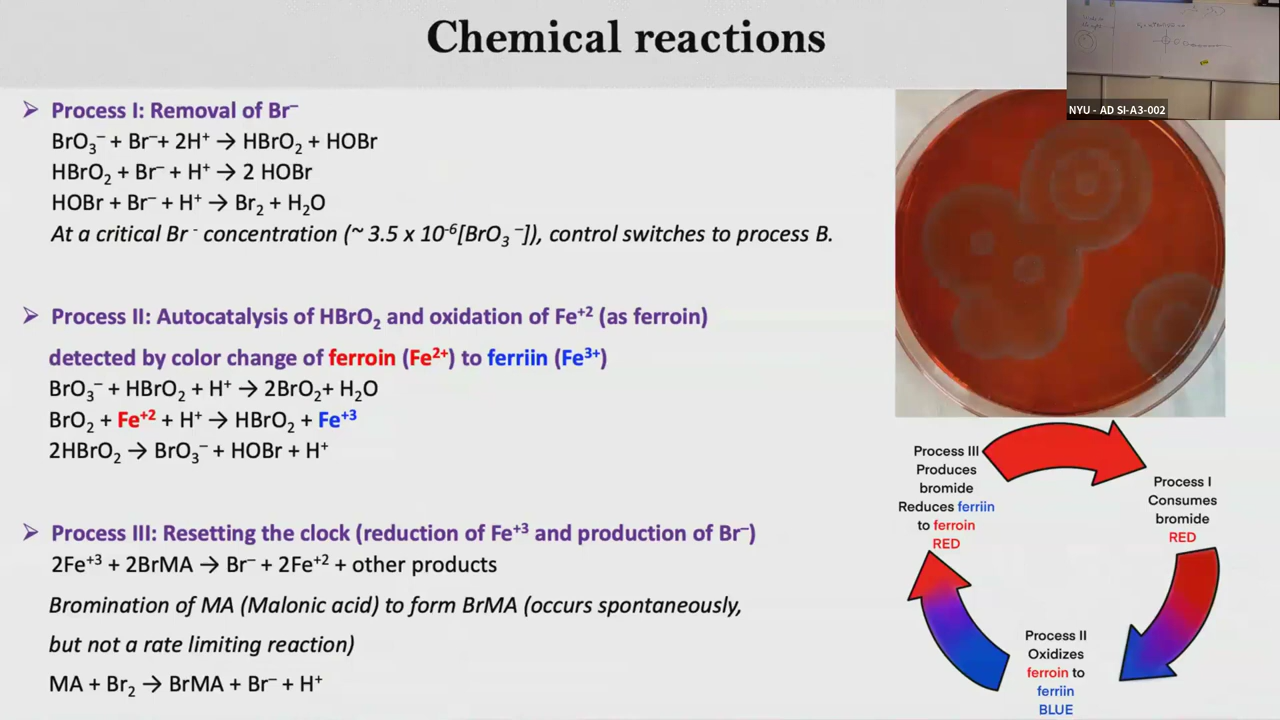 Chemical reactions
NYU - AD SI-A3-002
➢ Process I: Removal of Br⁻
BrO₃⁻ + Br⁻+ 2H⁺ → HBrO₂ + HOBr
HBrO₂ + Br⁻ + H⁺ → 2 HOBr
HOBr + Br⁻ + H⁺ → Br₂ + H₂O
At a critical Br ⁻ concentration (~ 3.5 x 10⁻⁶[BrO₃ ⁻]), control switches to process B.
➢ Process II: Autocatalysis of HBrO₂ and oxidation of Fe⁺² (as ferroin)
detected by color change of ferroin (Fe²⁺) to ferriin (Fe³⁺)
BrO₃⁻ + HBrO₂ + H⁺ → 2BrO₂+ H₂O
BrO₂ + Fe⁺² + H⁺ → HBrO₂ + Fe⁺³
2HBrO₂ → BrO₃⁻ + HOBr + H⁺
➢ Process III: Resetting the clock (reduction of Fe⁺³ and production of Br⁻)
2Fe⁺³ + 2BrMA → Br⁻ + 2Fe⁺² + other products
Bromination of MA (Malonic acid) to form BrMA (occurs spontaneously,
but not a rate limiting reaction)
MA + Br₂ → BrMA + Br⁻ + H⁺
Process III
Produces
bromide
Reduces ferriin
to ferroin
RED
Process I
Consumes
bromide
RED
Process II
Oxidizes
ferroin to
ferriin
BLUE